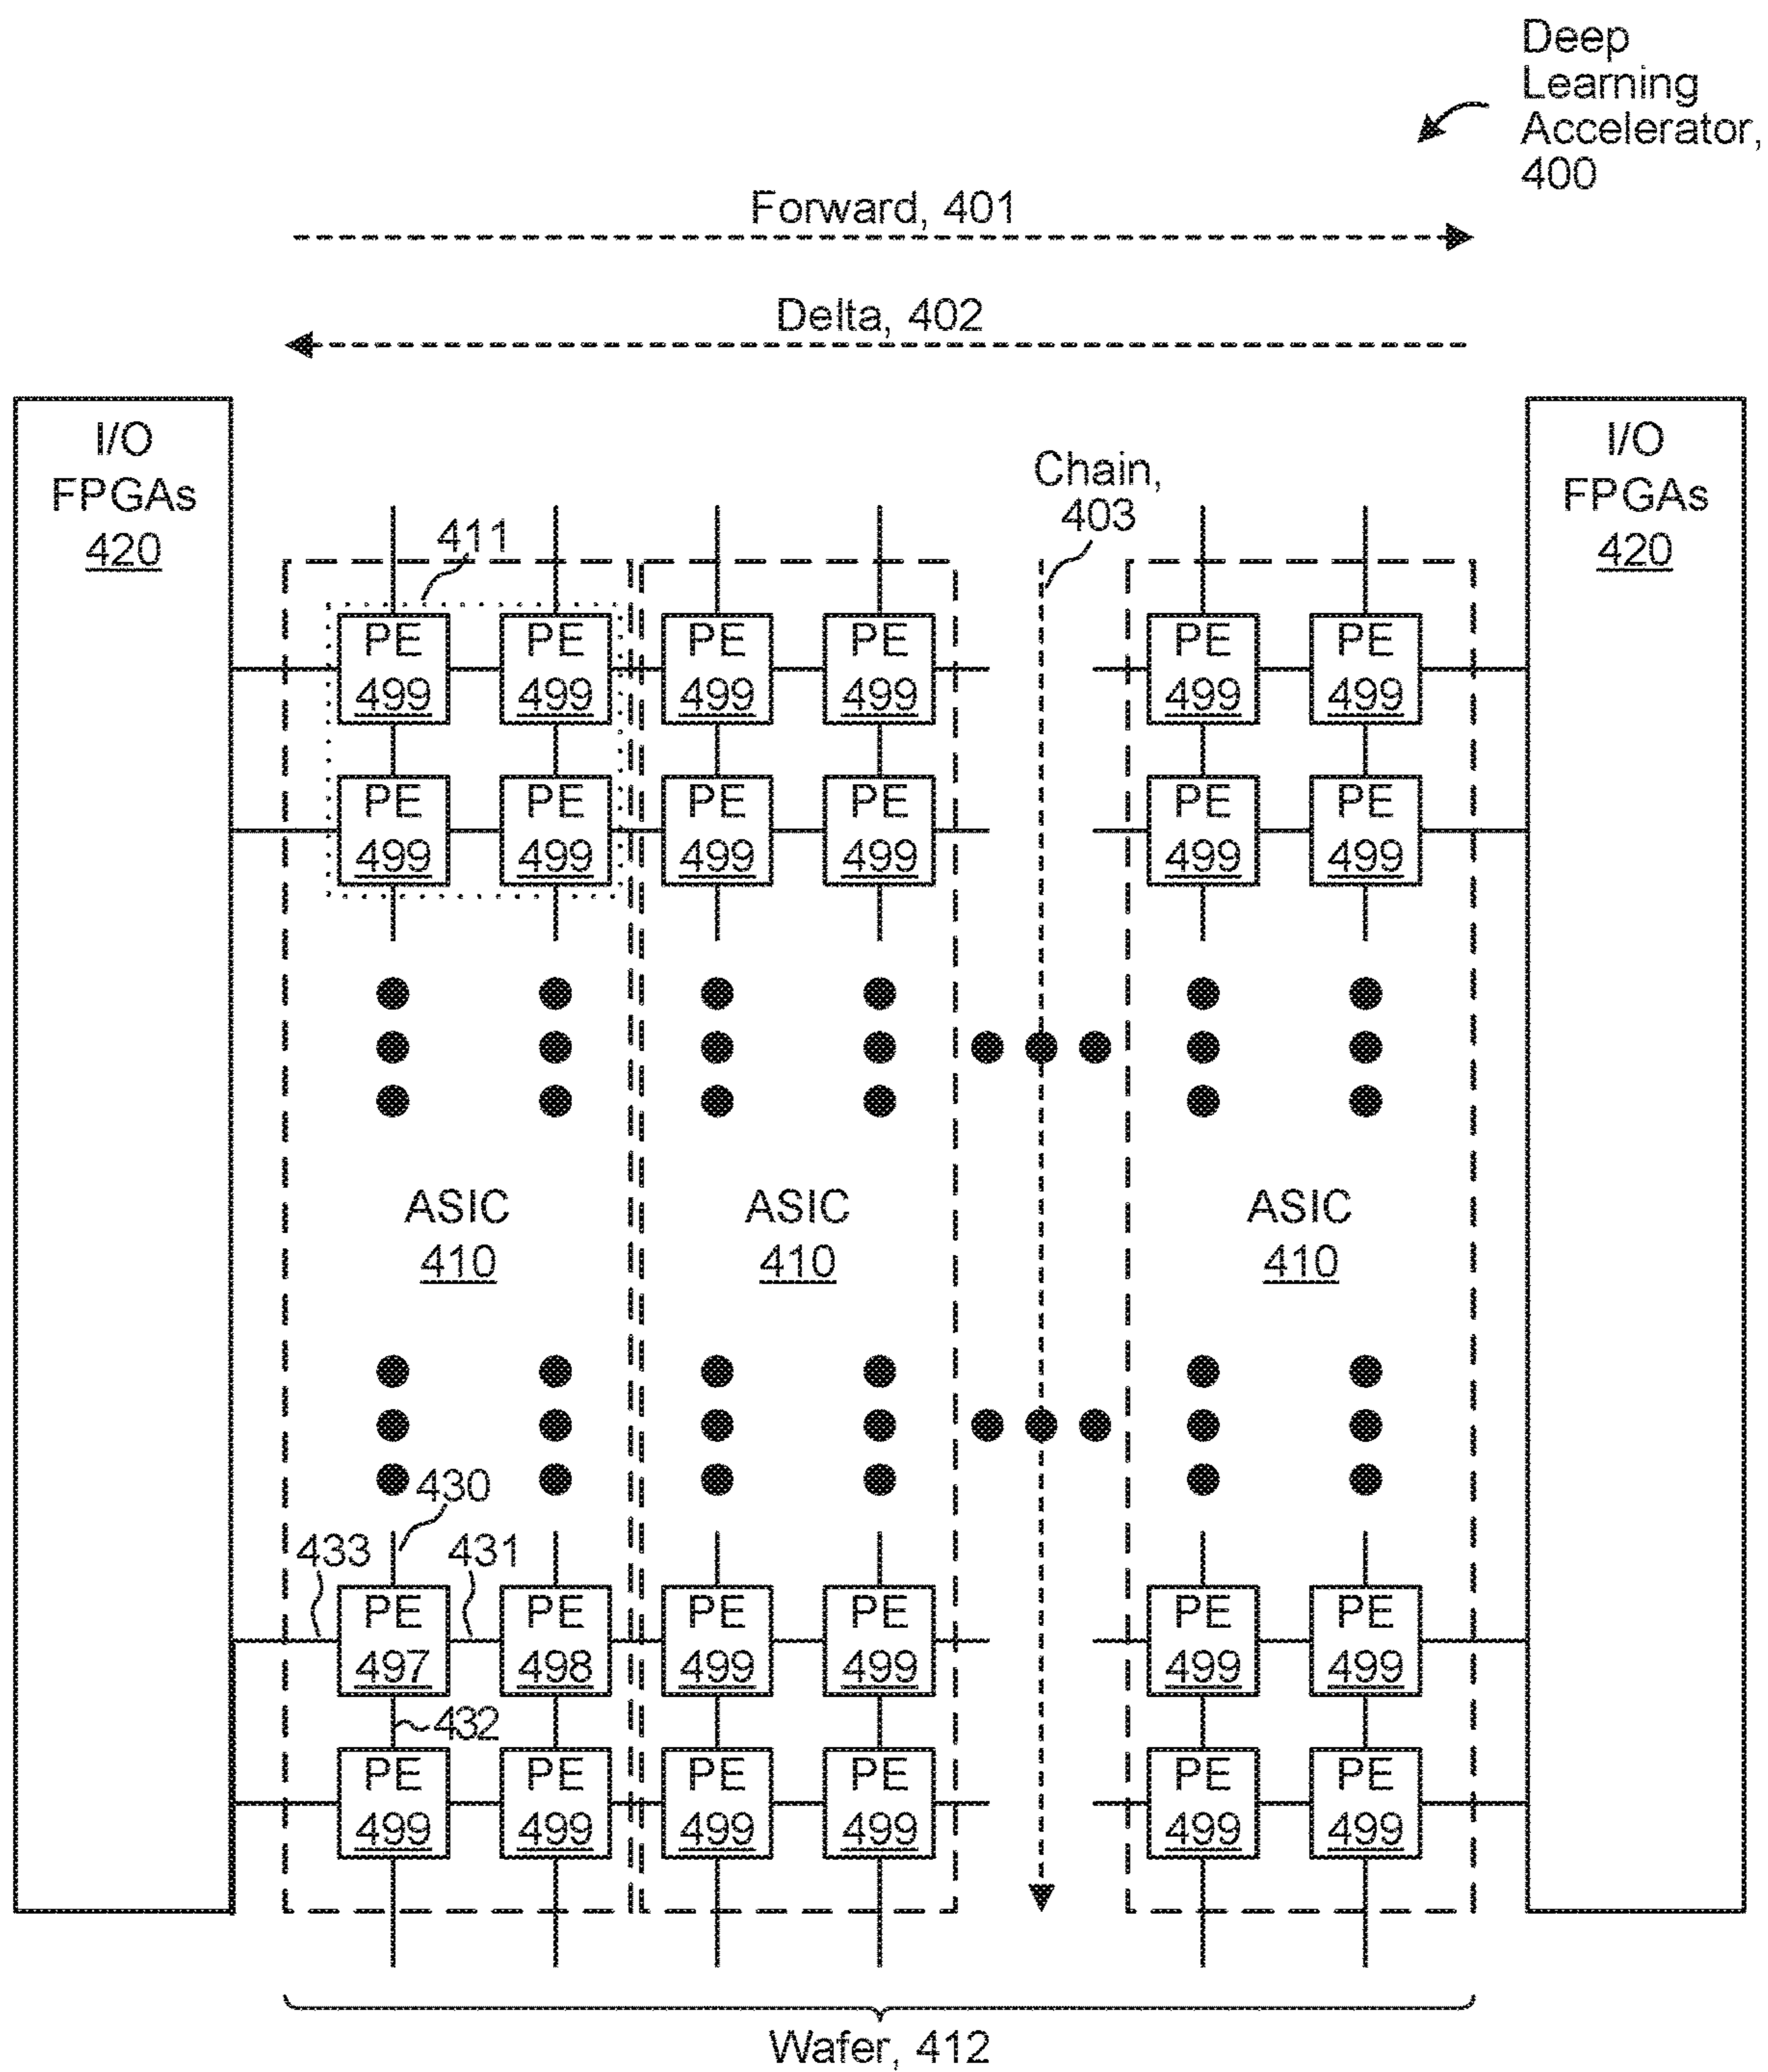 Deep
Learning
Accelerator,
400
Forward, 401
Delta, 402
I/O
FPGAs
420
I/O
FPGAs
420
Chain,
403
411
PE PE PE PE PE PE
499 499 499 499 499 499
PE PE PE PE PE PE
499 499 499 499 499 499
ASIC ASIC ASIC
410 410 410
430
433 431
PE PE PE PE PE PE
497 498 499 499 499 499
432
PE PE PE PE PE PE
499 499 499 499 499 499
Wafer, 412